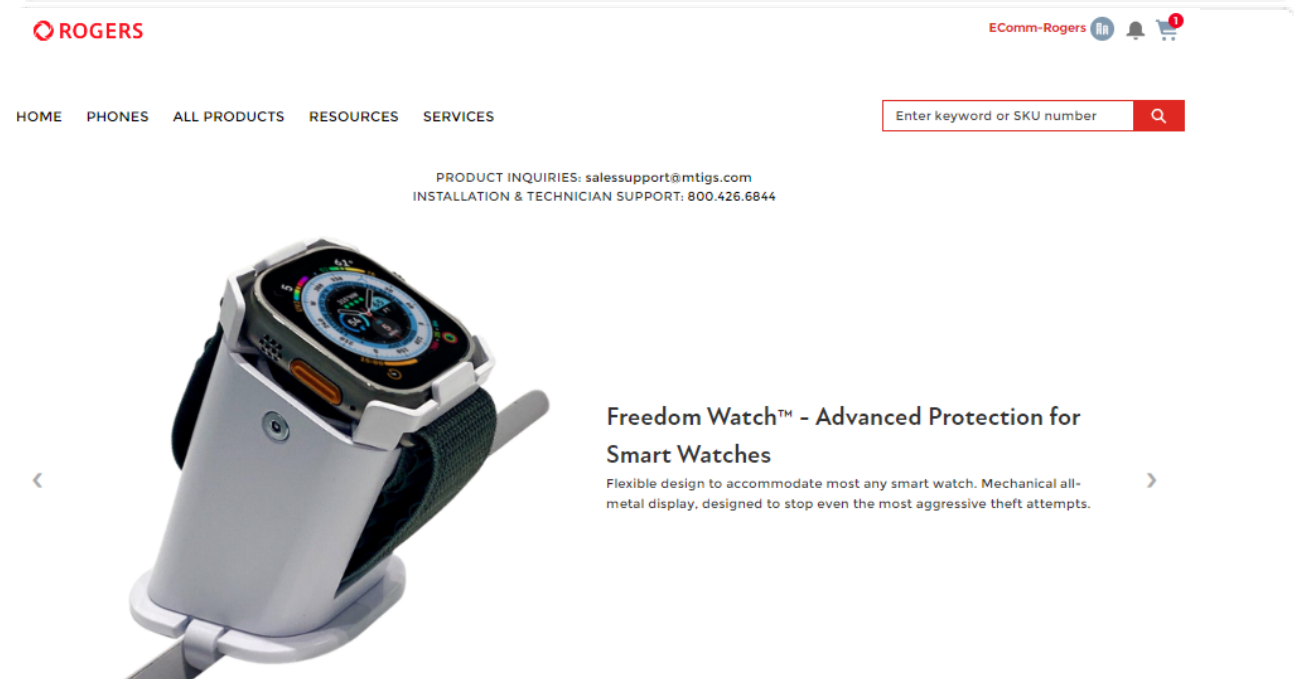 ROGERS
EComm-Rogers
1
HOME PHONES ALL PRODUCTS RESOURCES SERVICES
Enter keyword or SKU number
PRODUCT INQUIRIES: salessupport@mtigs.com
INSTALLATION & TECHNICIAN SUPPORT: 800.426.6844
61°
Freedom Watch™ - Advanced Protection for
Smart Watches
Flexible design to accommodate most any smart watch. Mechanical all-
metal display, designed to stop even the most aggressive theft attempts.